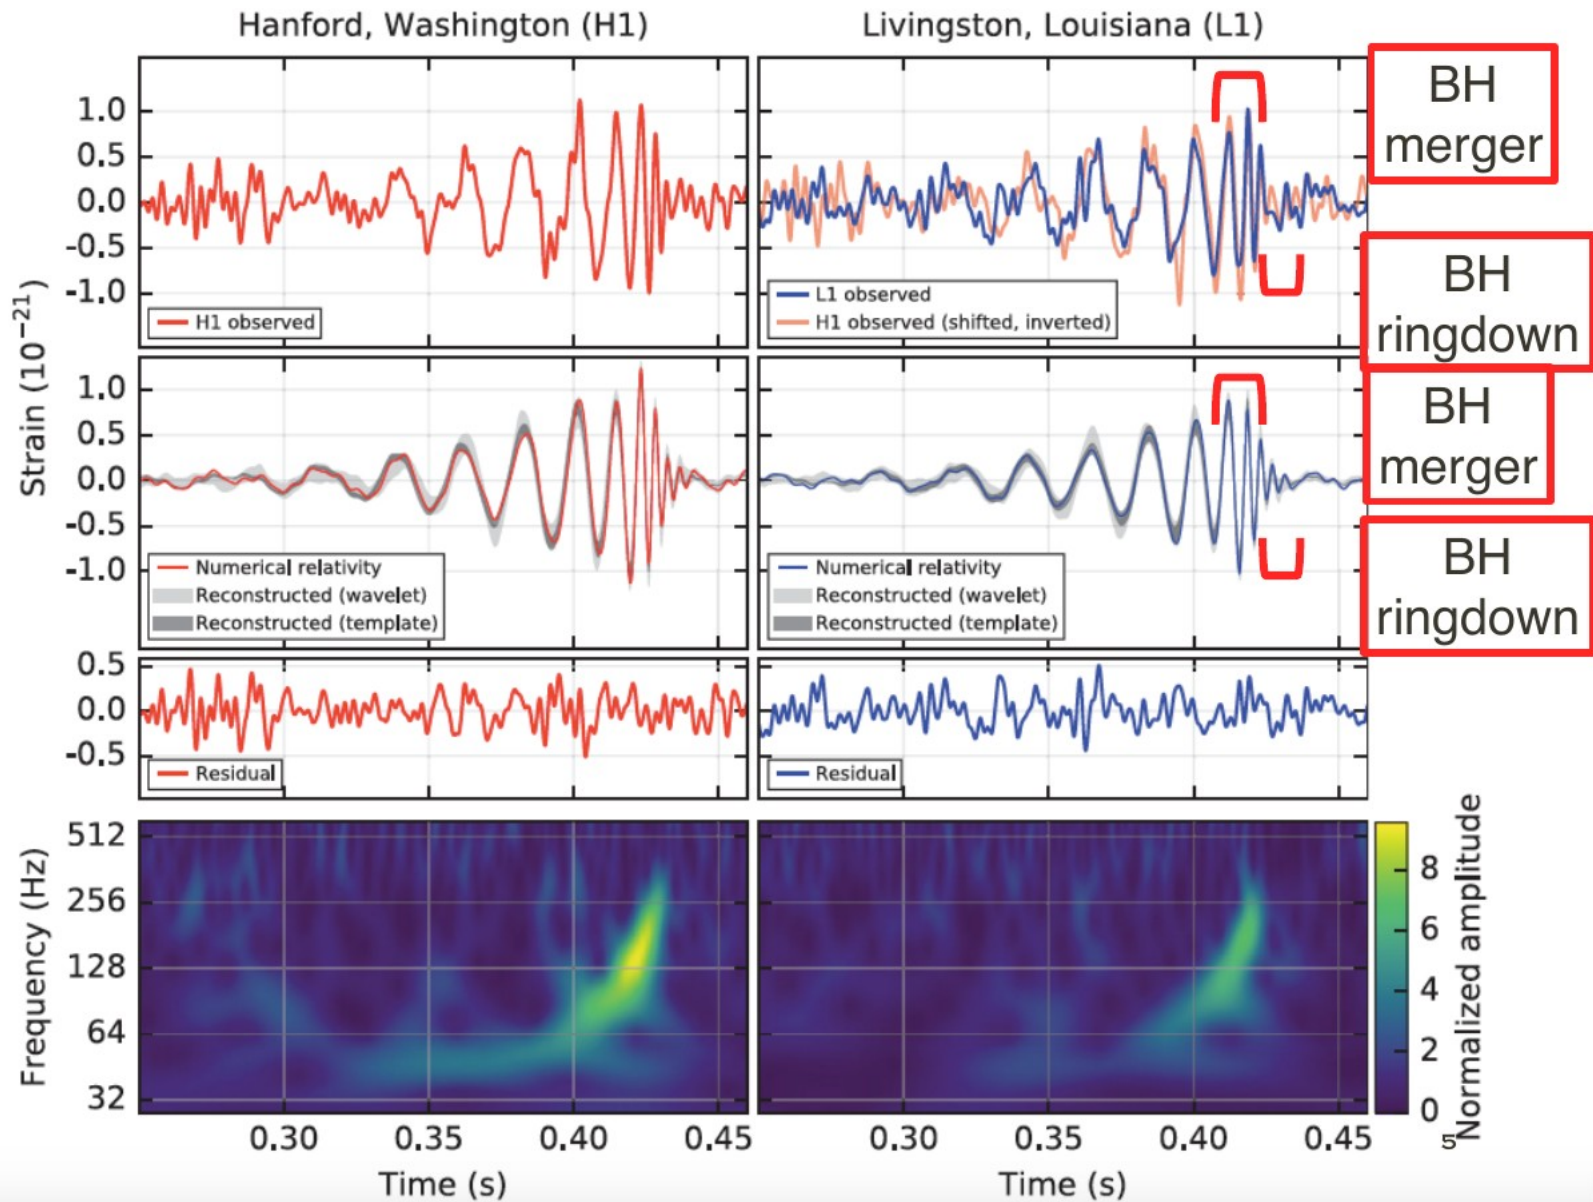 Hanford, Washington (H1)
Livingston, Louisiana (L1)
BH
merger
BH
ringdown
BH
merger
BH
ringdown
Strain (10⁻²¹)
1.0
0.5
0.0
-0.5
-1.0
H1 observed
L1 observed
H1 observed (shifted, inverted)
1.0
0.5
0.0
-0.5
-1.0
Numerical relativity
Reconstructed (wavelet)
Reconstructed (template)
Numerical relativity
Reconstructed (wavelet)
Reconstructed (template)
0.5
0.0
-0.5
Residual
Residual
Frequency (Hz)
512
256
128
64
32
Normalized amplitude
8
6
4
2
0
0.30 0.35 0.40 0.45
0.30 0.35 0.40 0.45
5
Time (s)
Time (s)